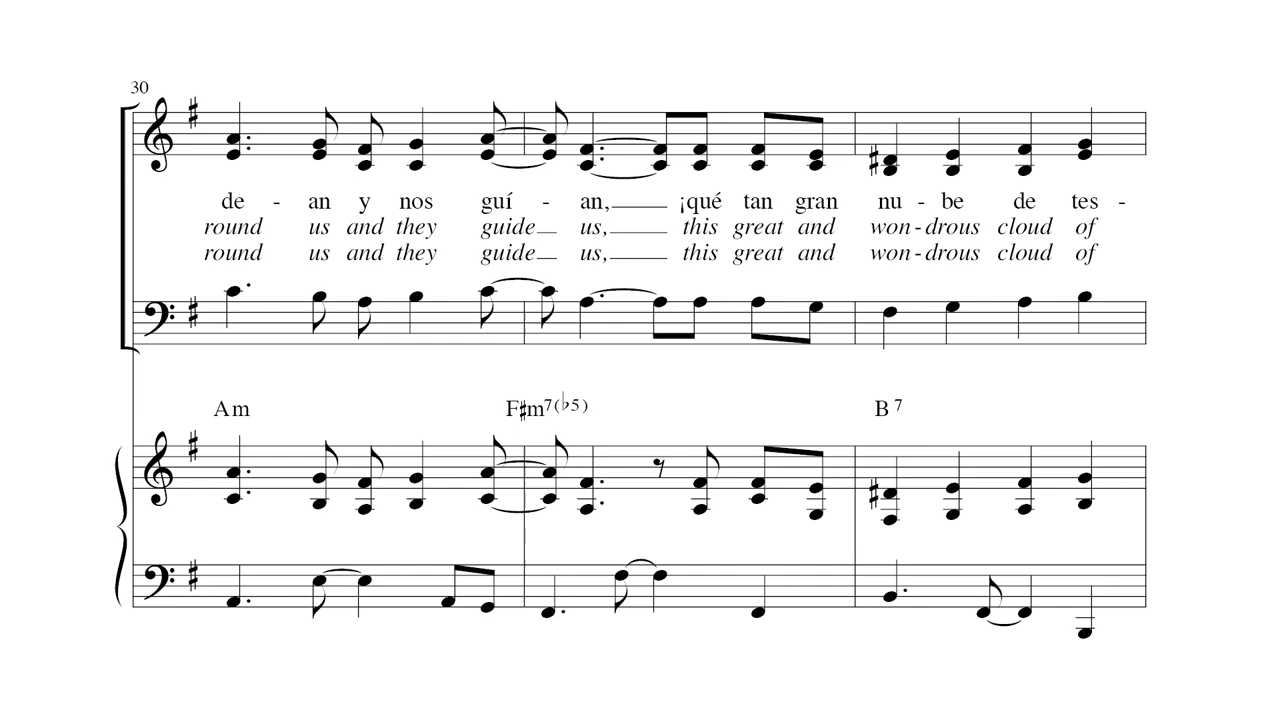 30
de - an y nos guí - an, ¡qué tan gran nu - be de tes -
round us and they guide us, this great and won - drous cloud of
round us and they guide us, this great and won - drous cloud of
Am F♯m7(♭5) B7